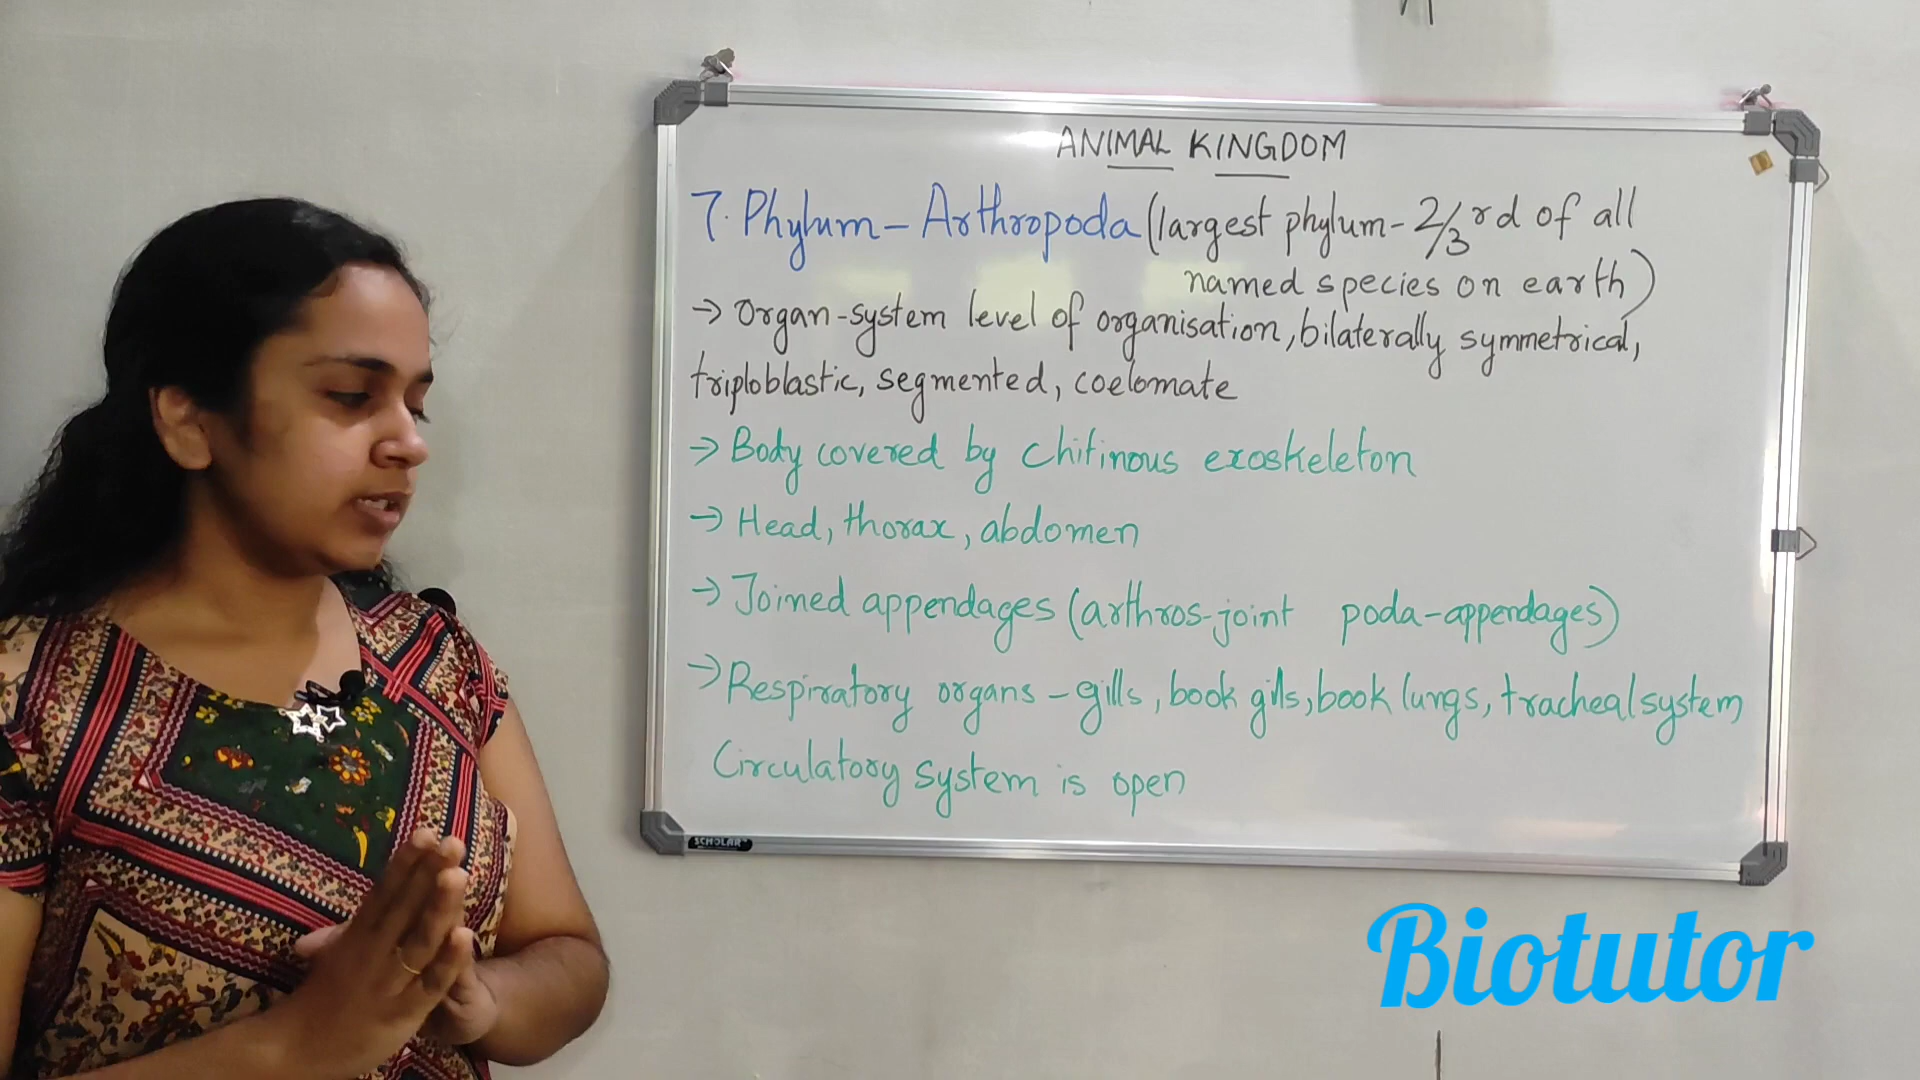 ANIMAL KINGDOM
7. Phylum - Arthropoda (largest phylum - 2/3rd of all
named species on earth)
→ Organ-system level of organisation, bilaterally symmetrical,
triploblastic, segmented, coelomate
→ Body covered by chitinous exoskeleton
→ Head, thorax, abdomen
→ Joined appendages (arthros-joint poda-appendages)
→ Respiratory organs - gills, book gills, book lungs, tracheal system
Circulatory system is open
SCHOLAR
Biotutor